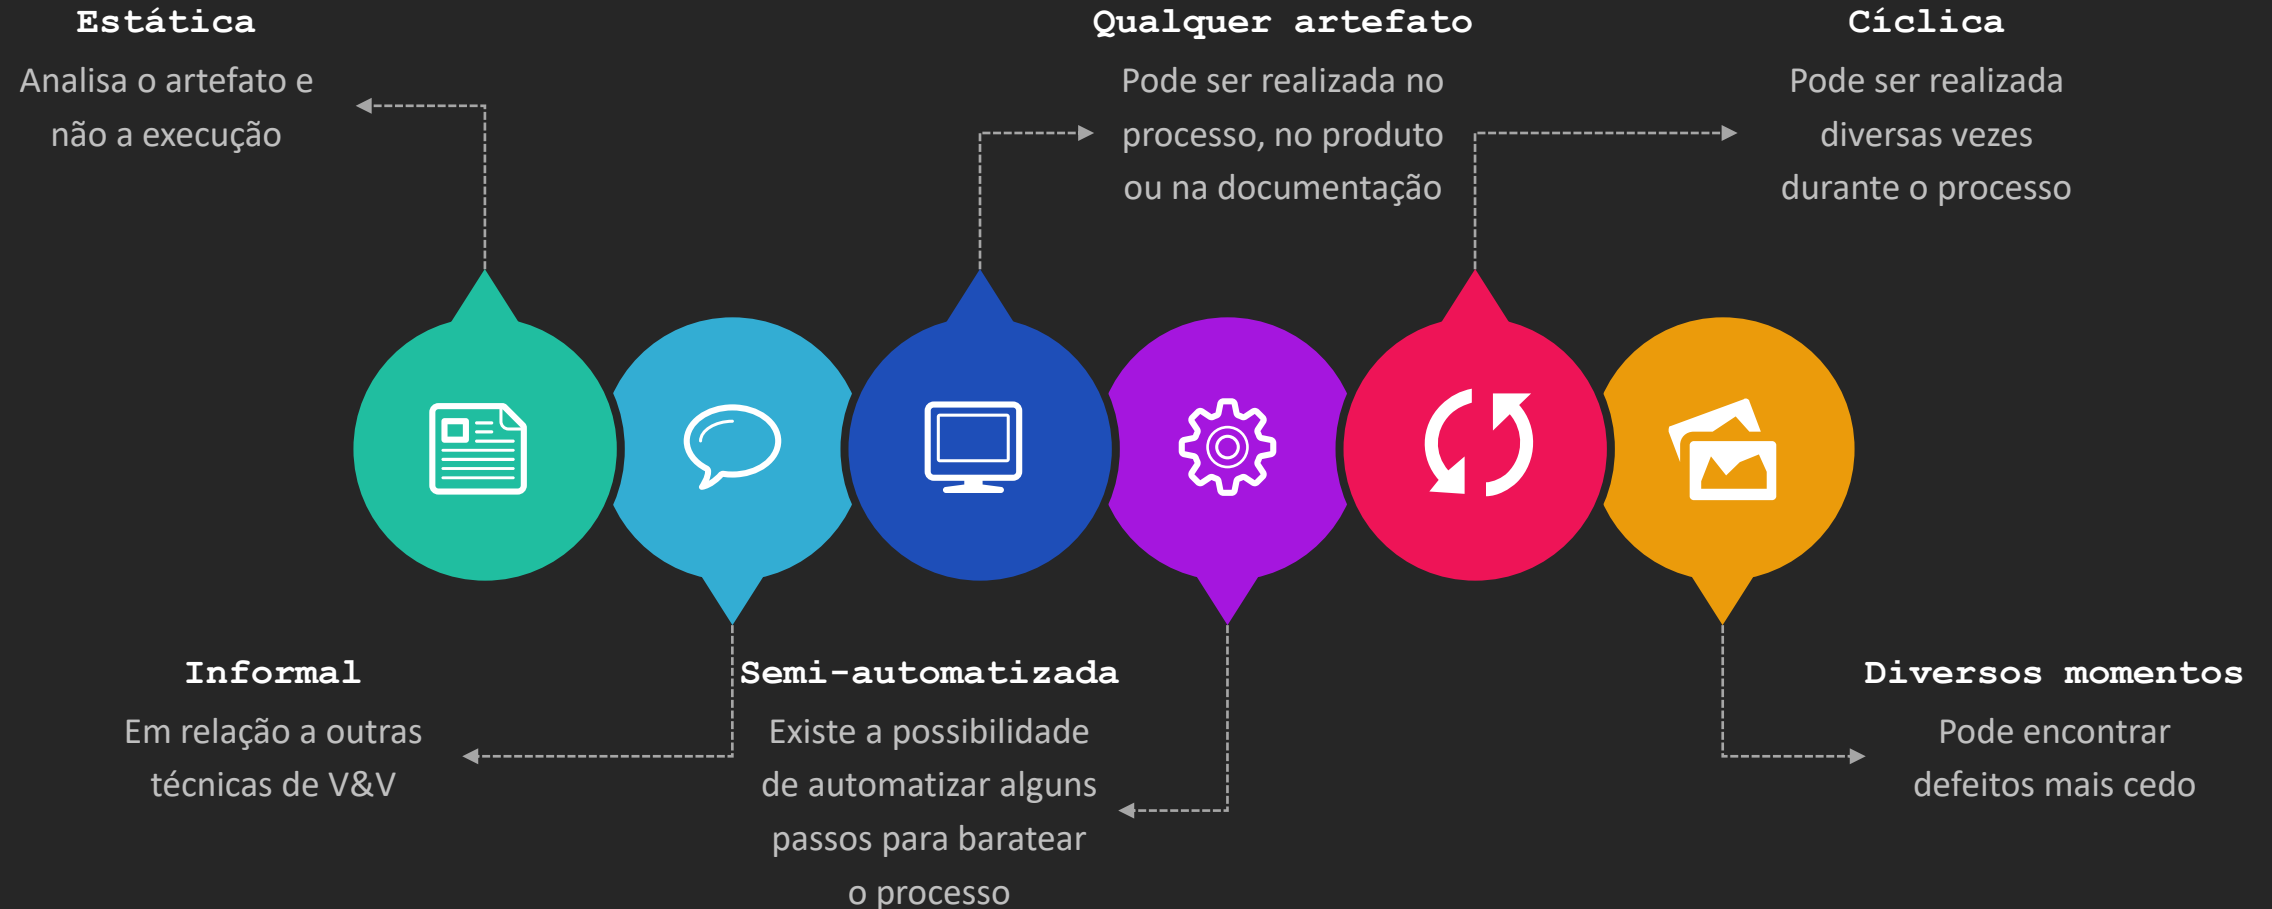 Estática
Analisa o artefato e
não a execução
Qualquer artefato
Pode ser realizada no
processo, no produto
ou na documentação
Cíclica
Pode ser realizada
diversas vezes
durante o processo
Informal
Em relação a outras
técnicas de V&V
Semi-automatizada
Existe a possibilidade
de automatizar alguns
passos para baratear
o processo
Diversos momentos
Pode encontrar
defeitos mais cedo